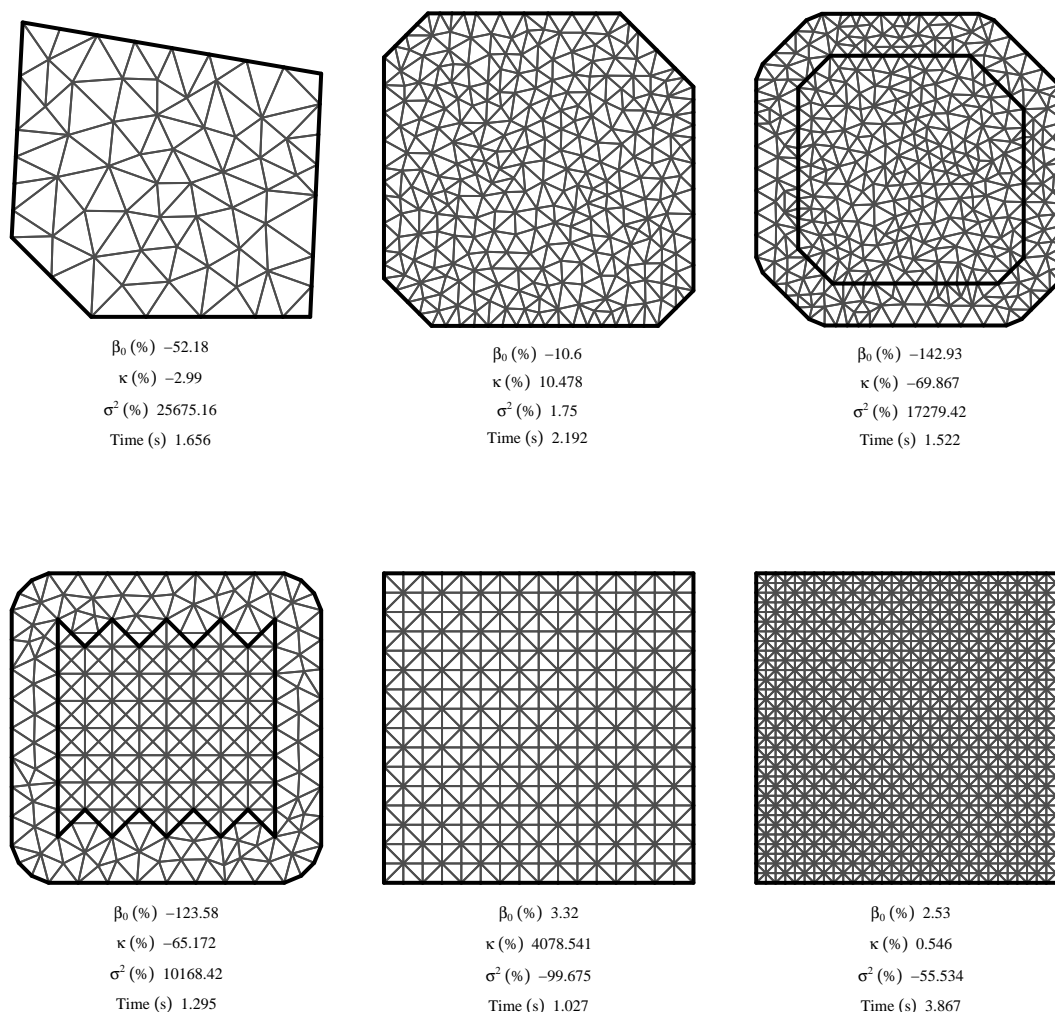 β₀ (%) −52.18
κ (%) −2.99
σ² (%) 25675.16
Time (s) 1.656
β₀ (%) −10.6
κ (%) 10.478
σ² (%) 1.75
Time (s) 2.192
β₀ (%) −142.93
κ (%) −69.867
σ² (%) 17279.42
Time (s) 1.522
β₀ (%) −123.58
κ (%) −65.172
σ² (%) 10168.42
Time (s) 1.295
β₀ (%) 3.32
κ (%) 4078.541
σ² (%) −99.675
Time (s) 1.027
β₀ (%) 2.53
κ (%) 0.546
σ² (%) −55.534
Time (s) 3.867